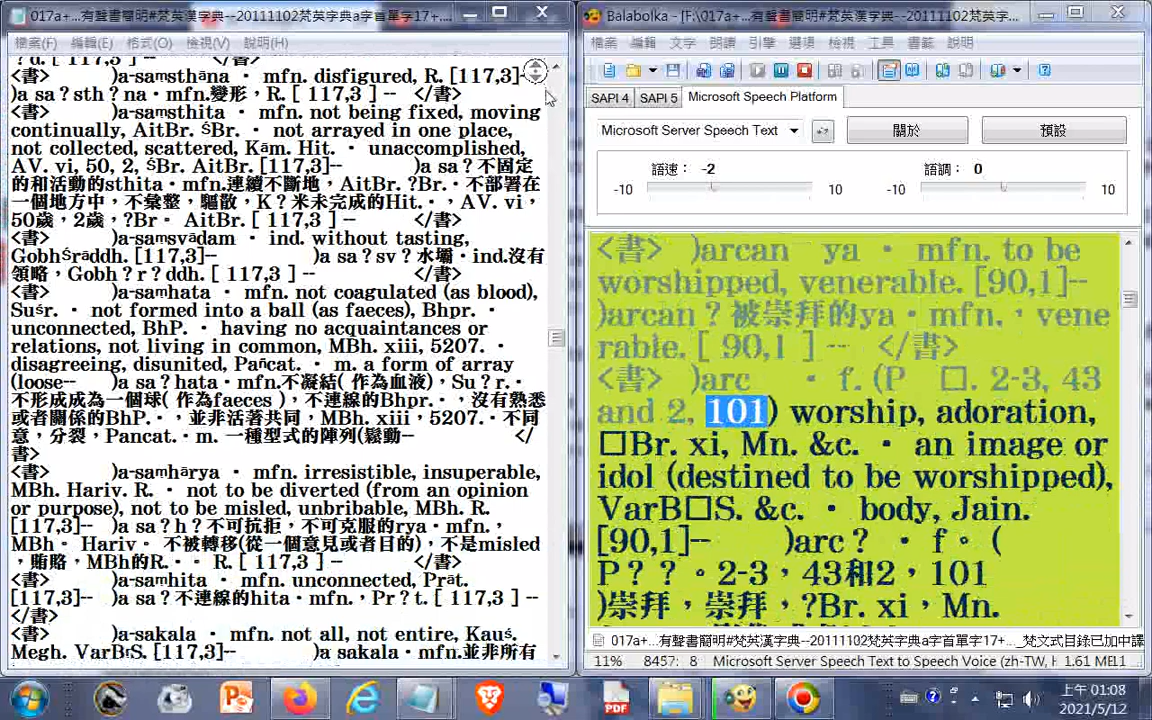 017a+...有聲書簡明#梵英漢字典--20111102梵英字典a字首單字17+...
檔案(F) 編輯(E) 格式(O) 檢視(V) 說明(H)
? d. [ 117,3 ] -- </書>
<書> )a-saṃsthāna • mfn. disfigured, R. [117,3]--
)a sa ? sth ? na • mfn.變形，R. [ 117,3 ] -- </書>
<書> )a-saṃsthita • mfn. not being fixed, moving
continually, AitBr. ŚBr. • not arrayed in one place,
not collected, scattered, Kām. Hit. • unaccomplished,
AV. vi, 50, 2, ŚBr. AitBr. [117,3]-- )a sa ? 不固定
的和活動的sthita • mfn.連續不斷地，AitBr. ?Br. • 不部署在
一個地方中，不彙整，驅散，K ? 米未完成的Hit. •，AV. vi，
50歲，2歲，?Br • AitBr. [ 117,3 ] -- </書>
<書> )a-saṃsvādam • ind. without tasting,
GobhŚrāddh. [117,3]-- )a sa ? sv ? 水壩 • ind.沒有
領略，Gobh ? r ? ddh. [ 117,3 ] -- </書>
<書> )a-saṃhata • mfn. not coagulated (as blood),
Suśr. • not formed into a ball (as faeces), Bhpr. •
unconnected, BhP. • having no acquaintances or
relations, not living in common, MBh. xiii, 5207. •
disagreeing, disunited, Pañcat. • m. a form of array
(loose-- )a sa ? hata • mfn.不凝結( 作為血液)，Su ? r. •
不形成成為一個球( 作為faeces )，不連線的Bhpr. •，沒有熟悉
或者關係的BhP. •，並非活著共同，MBh. xiii，5207. • 不同
意，分裂，Pancat. • m. 一種型式的陣列(鬆動-- </
書>
<書> )a-saṃhārya • mfn. irresistible, insuperable,
MBh. Hariv. R. • not to be diverted (from an opinion
or purpose), not to be misled, unbribable, MBh. R.
[117,3]-- )a sa ? h ? 不可抗拒，不可克服的rya • mfn.，
MBh • Hariv • 不被轉移(從一個意見或者目的)，不是misled
，賄賂，MBh的R. • • R. [ 117,3 ] -- </書>
<書> )a-saṃhita • mfn. unconnected, Prāt.
[117,3]-- )a sa ? 不連線的hita • mfn.，Pr ? t. [ 117,3 ] --
</書>
<書> )a-sakala • mfn. not all, not entire, Kauś.
Megh. VarBṛS. [117,3]-- )a sakala • mfn.並非所有
Balabolka - [F:\017a+...有聲書簡明#梵英漢字典--20111102梵英字...
檔案 編輯 文字 朗讀 引擎 選項 檢視 工具 書籤 說明
SAPI 4 SAPI 5 Microsoft Speech Platform
Microsoft Server Speech Text 關於 預設
語速： -2 語調： 0
-10 10 -10 10
<書> )arcan ya • mfn. to be
worshipped, venerable. [90,1]--
)arcan ? 被崇拜的ya • mfn. • vene
rable. [ 90,1 ] -- </書>
<書> )arc • f. (P □. 2-3, 43
and 2, 101) worship, adoration,
□Br. xi, Mn. &c. • an image or
idol (destined to be worshipped),
VarB□S. &c. • body, Jain.
[90,1]-- )arc ? • f。(
P ? ? 。2-3，43和2，101
)崇拜，崇拜，?Br. xi，Mn.
017a+...有聲書簡明#梵英漢字典--20111102梵英字典a字首單字17+..._梵文式目錄已加中譯
11% 8457: 8 Microsoft Server Speech Text to Speech Voice (zh-TW, H 1.61 MB
上午 01:08
2021/5/12